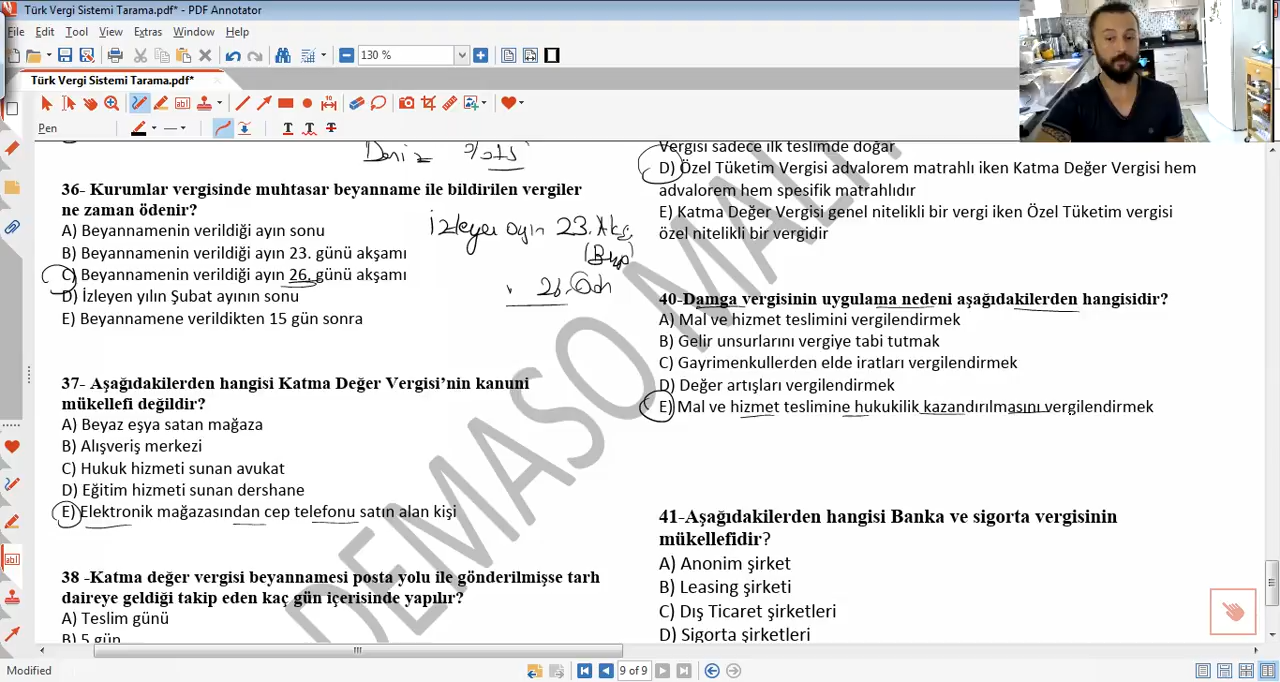 Türk Vergi Sistemi Tarama.pdf* - PDF Annotator
File Edit Tool View Extras Window Help
130 %
Türk Vergi Sistemi Tarama.pdf*
Pen
Deniz
36- Kurumlar vergisinde muhtasar beyanname ile bildirilen vergiler
ne zaman ödenir?
A) Beyannamenin verildiği ayın sonu
B) Beyannamenin verildiği ayın 23. günü akşamı
C) Beyannamenin verildiği ayın 26. günü akşamı
D) İzleyen yılın Şubat ayının sonu
E) Beyannamene verildikten 15 gün sonra
İzleyen ayın 23. Akş.
26. Öde
37- Aşağıdakilerden hangisi Katma Değer Vergisi'nin kanuni
mükellefi değildir?
A) Beyaz eşya satan mağaza
B) Alışveriş merkezi
C) Hukuk hizmeti sunan avukat
D) Eğitim hizmeti sunan dershane
E) Elektronik mağazasından cep telefonu satın alan kişi
38 -Katma değer vergisi beyannamesi posta yolu ile gönderilmişse tarh
daireye geldiği takip eden kaç gün içerisinde yapılır?
A) Teslim günü
B) 5 gün
Vergisi sadece ilk teslimde doğar
D) Özel Tüketim Vergisi advalorem matrahlı iken Katma Değer Vergisi hem
advalorem hem spesifik matrahlıdır
E) Katma Değer Vergisi genel nitelikli bir vergi iken Özel Tüketim vergisi
özel nitelikli bir vergidir
40-Damga vergisinin uygulama nedeni aşağıdakilerden hangisidir?
A) Mal ve hizmet teslimini vergilendirmek
B) Gelir unsurlarını vergiye tabi tutmak
C) Gayrimenkullerden elde iratları vergilendirmek
D) Değer artışları vergilendirmek
E) Mal ve hizmet teslimine hukukilik kazandırılmasını vergilendirmek
41-Aşağıdakilerden hangisi Banka ve sigorta vergisinin
mükellefidir?
A) Anonim şirket
B) Leasing şirketi
C) Dış Ticaret şirketleri
D) Sigorta şirketleri
DEMASO MALİ
Modified
9 of 9